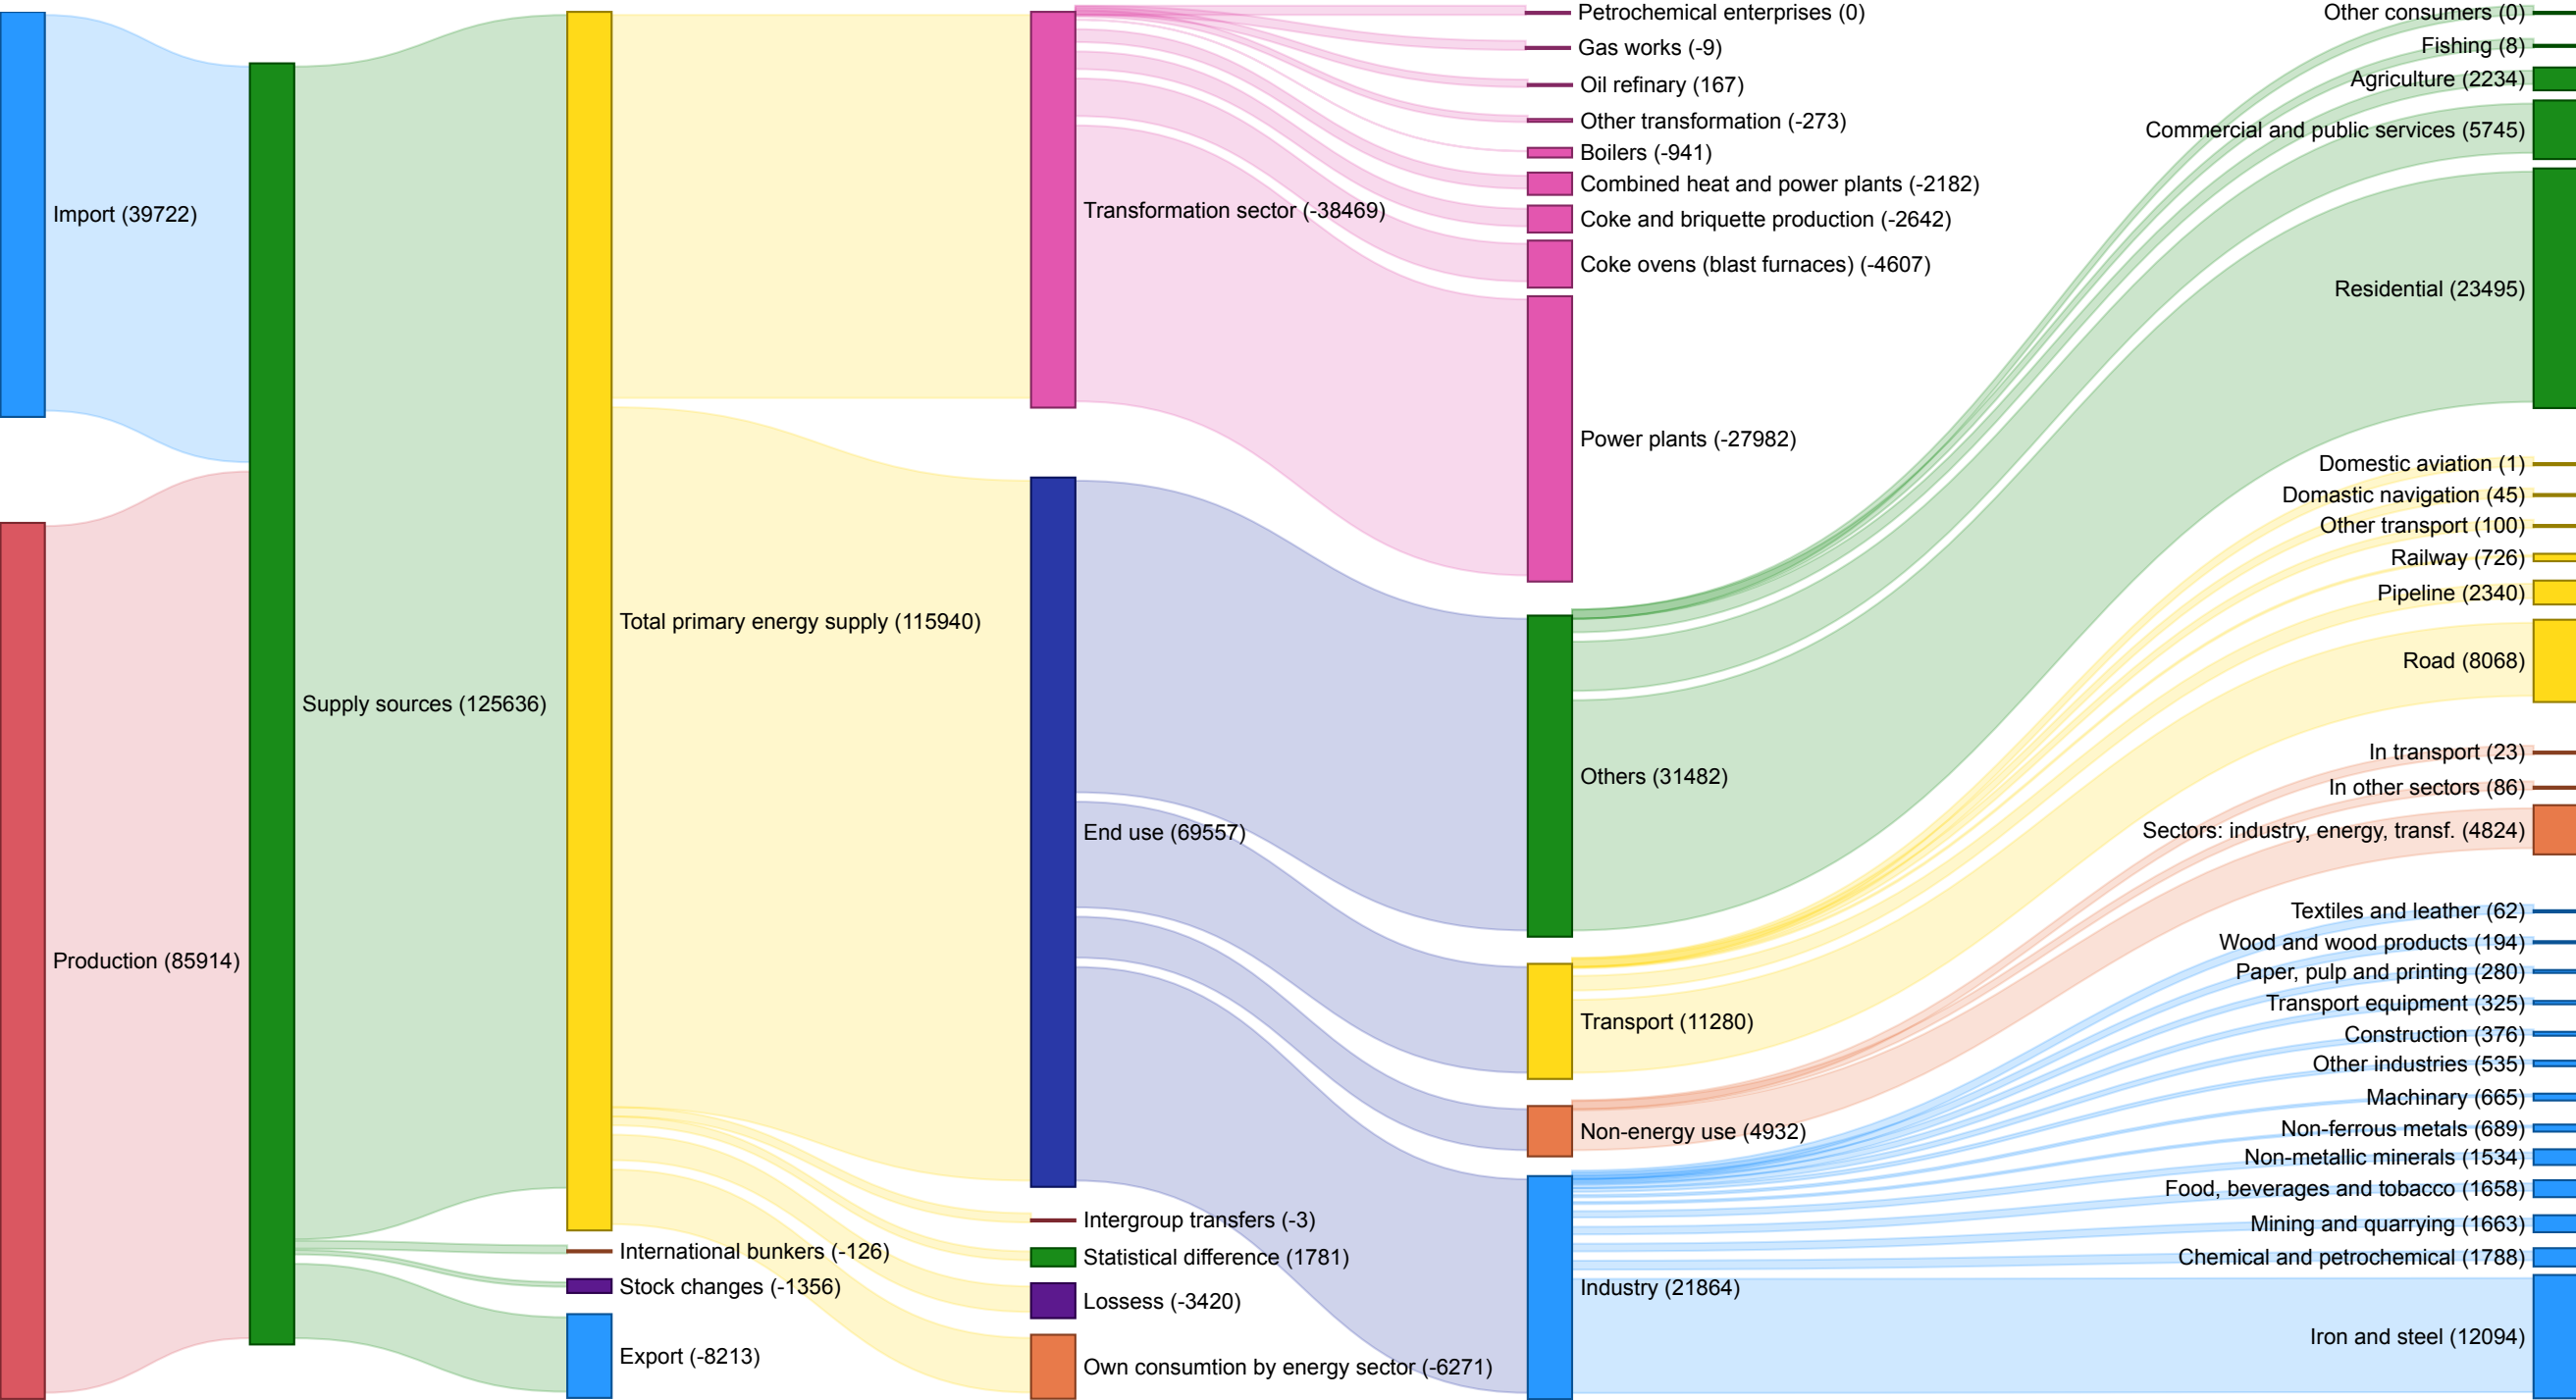 Import (39722)
Production (85914)
Supply sources (125636)
Total primary energy supply (115940)
International bunkers (-126)
Stock changes (-1356)
Export (-8213)
Transformation sector (-38469)
End use (69557)
Intergroup transfers (-3)
Statistical difference (1781)
Lossess (-3420)
Own consumtion by energy sector (-6271)
Petrochemical enterprises (0)
Gas works (-9)
Oil refinary (167)
Other transformation (-273)
Boilers (-941)
Combined heat and power plants (-2182)
Coke and briquette production (-2642)
Coke ovens (blast furnaces) (-4607)
Power plants (-27982)
Others (31482)
Transport (11280)
Non-energy use (4932)
Industry (21864)
Other consumers (0)
Fishing (8)
Agriculture (2234)
Commercial and public services (5745)
Residential (23495)
Domestic aviation (1)
Domastic navigation (45)
Other transport (100)
Railway (726)
Pipeline (2340)
Road (8068)
In transport (23)
In other sectors (86)
Sectors: industry, energy, transf. (4824)
Textiles and leather (62)
Wood and wood products (194)
Paper, pulp and printing (280)
Transport equipment (325)
Construction (376)
Other industries (535)
Machinary (665)
Non-ferrous metals (689)
Non-metallic minerals (1534)
Food, beverages and tobacco (1658)
Mining and quarrying (1663)
Chemical and petrochemical (1788)
Iron and steel (12094)